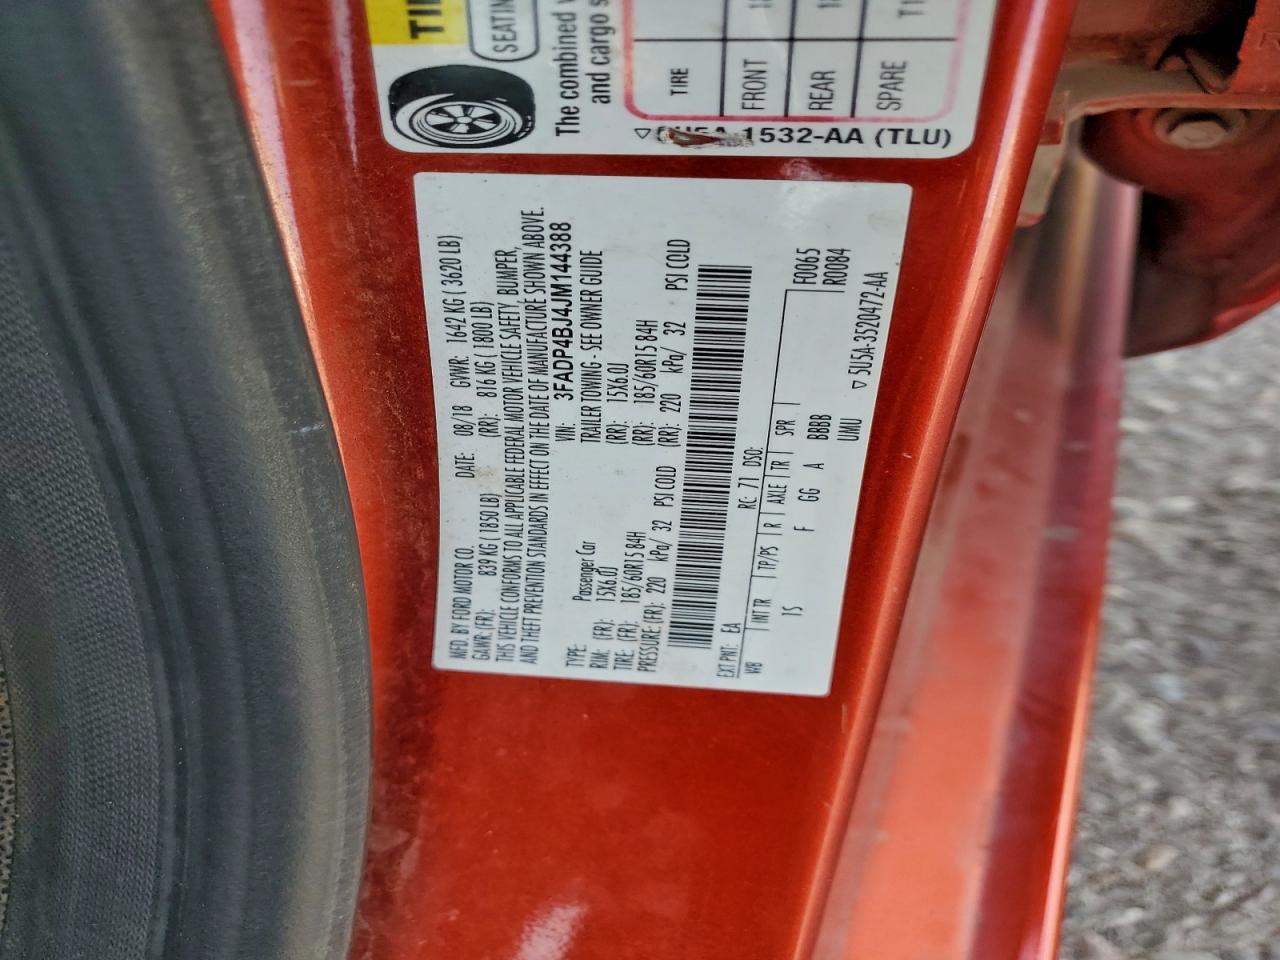 TI
SEATING
The combined
and cargo
TIRE
FRONT
REAR
SPARE
1532-AA (TLU)
MFD. BY FORD MOTOR CO.
DATE: 08/18 GVWR: 1642 KG (3620 LB)
GAWR: (FR): 839 KG (1850 LB) (RR): 816 KG (1800 LB)
THIS VEHICLE CONFORMS TO ALL APPLICABLE FEDERAL MOTOR VEHICLE SAFETY, BUMPER,
AND THEFT PREVENTION STANDARDS IN EFFECT ON THE DATE OF MANUFACTURE SHOWN ABOVE.
VIN: 3FADP4BJ4JM144388
TYPE: Passenger Car TRAILER TOWING - SEE OWNER GUIDE
RIM: (FR): 15X6.0J (RR): 15X6.0J
TIRE: (FR): 185/60R15 84H (RR): 185/60R15 84H
PRESSURE: (FR): 220 kPa/ 32 PSI COLD (RR): 220 kPa/ 32 PSI COLD
EXT PNT: EA RC: 71 DSO:
WB INT TR TP/PS R AXLE TR SPR F0065
R0084
IS F GG A BBBB
UMU
▽ 5U5A-3520472-AA